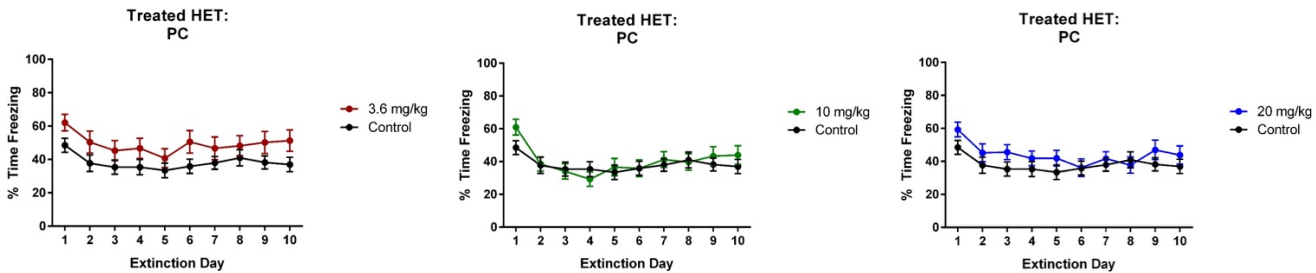 Treated HET:
PC
100
80
60
40
20
0
% Time Freezing
1 2 3 4 5 6 7 8 9 10
Extinction Day
3.6 mg/kg
Control
Treated HET:
PC
100
80
60
40
20
0
% Time Freezing
1 2 3 4 5 6 7 8 9 10
Extinction Day
10 mg/kg
Control
Treated HET:
PC
100
80
60
40
20
0
% Time Freezing
1 2 3 4 5 6 7 8 9 10
Extinction Day
20 mg/kg
Control